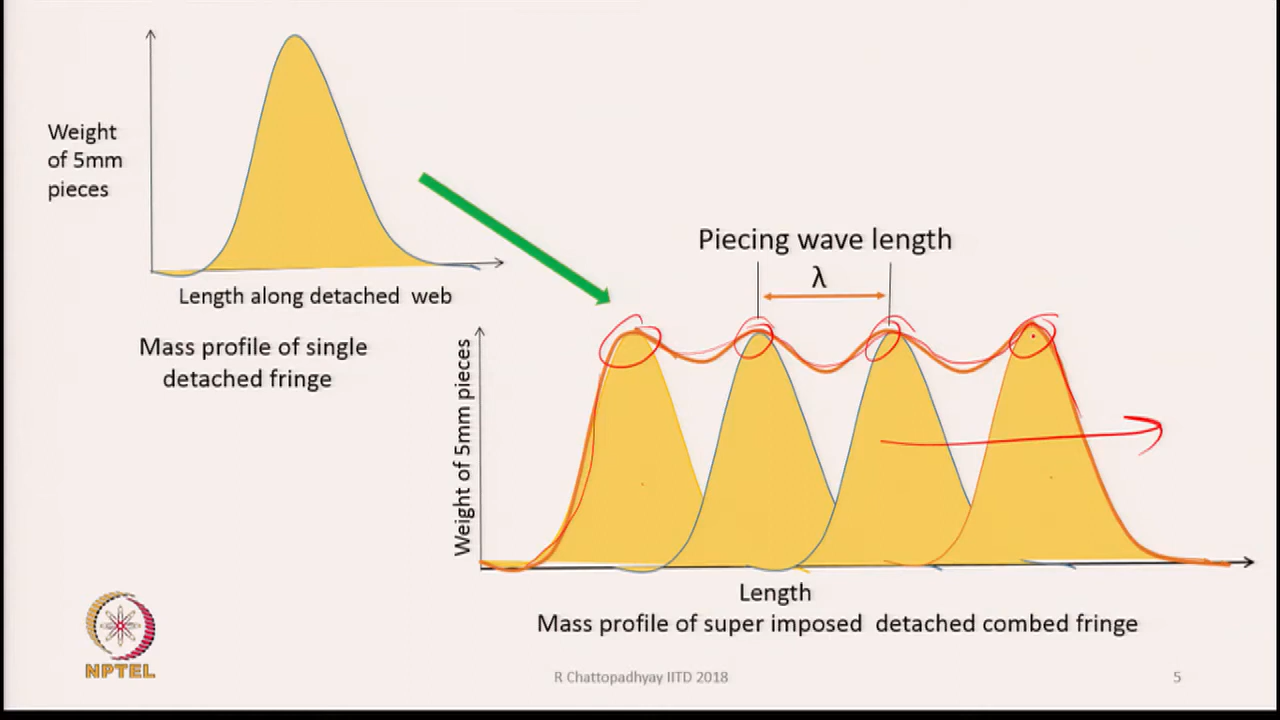 Weight
of 5mm
pieces
Length along detached web
Mass profile of single
detached fringe
Piecing wave length
λ
Weight of 5mm pieces
Length
Mass profile of super imposed detached combed fringe
NPTEL
R Chattopadhyay IITD 2018
5